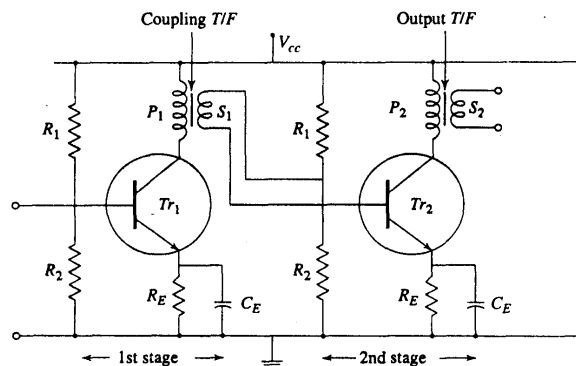 Coupling T/F
Output T/F
V_cc
P_1
S_1
P_2
S_2
R_1
R_1
Tr_1
Tr_2
R_2
R_E
C_E
R_2
R_E
C_E
1st stage
2nd stage